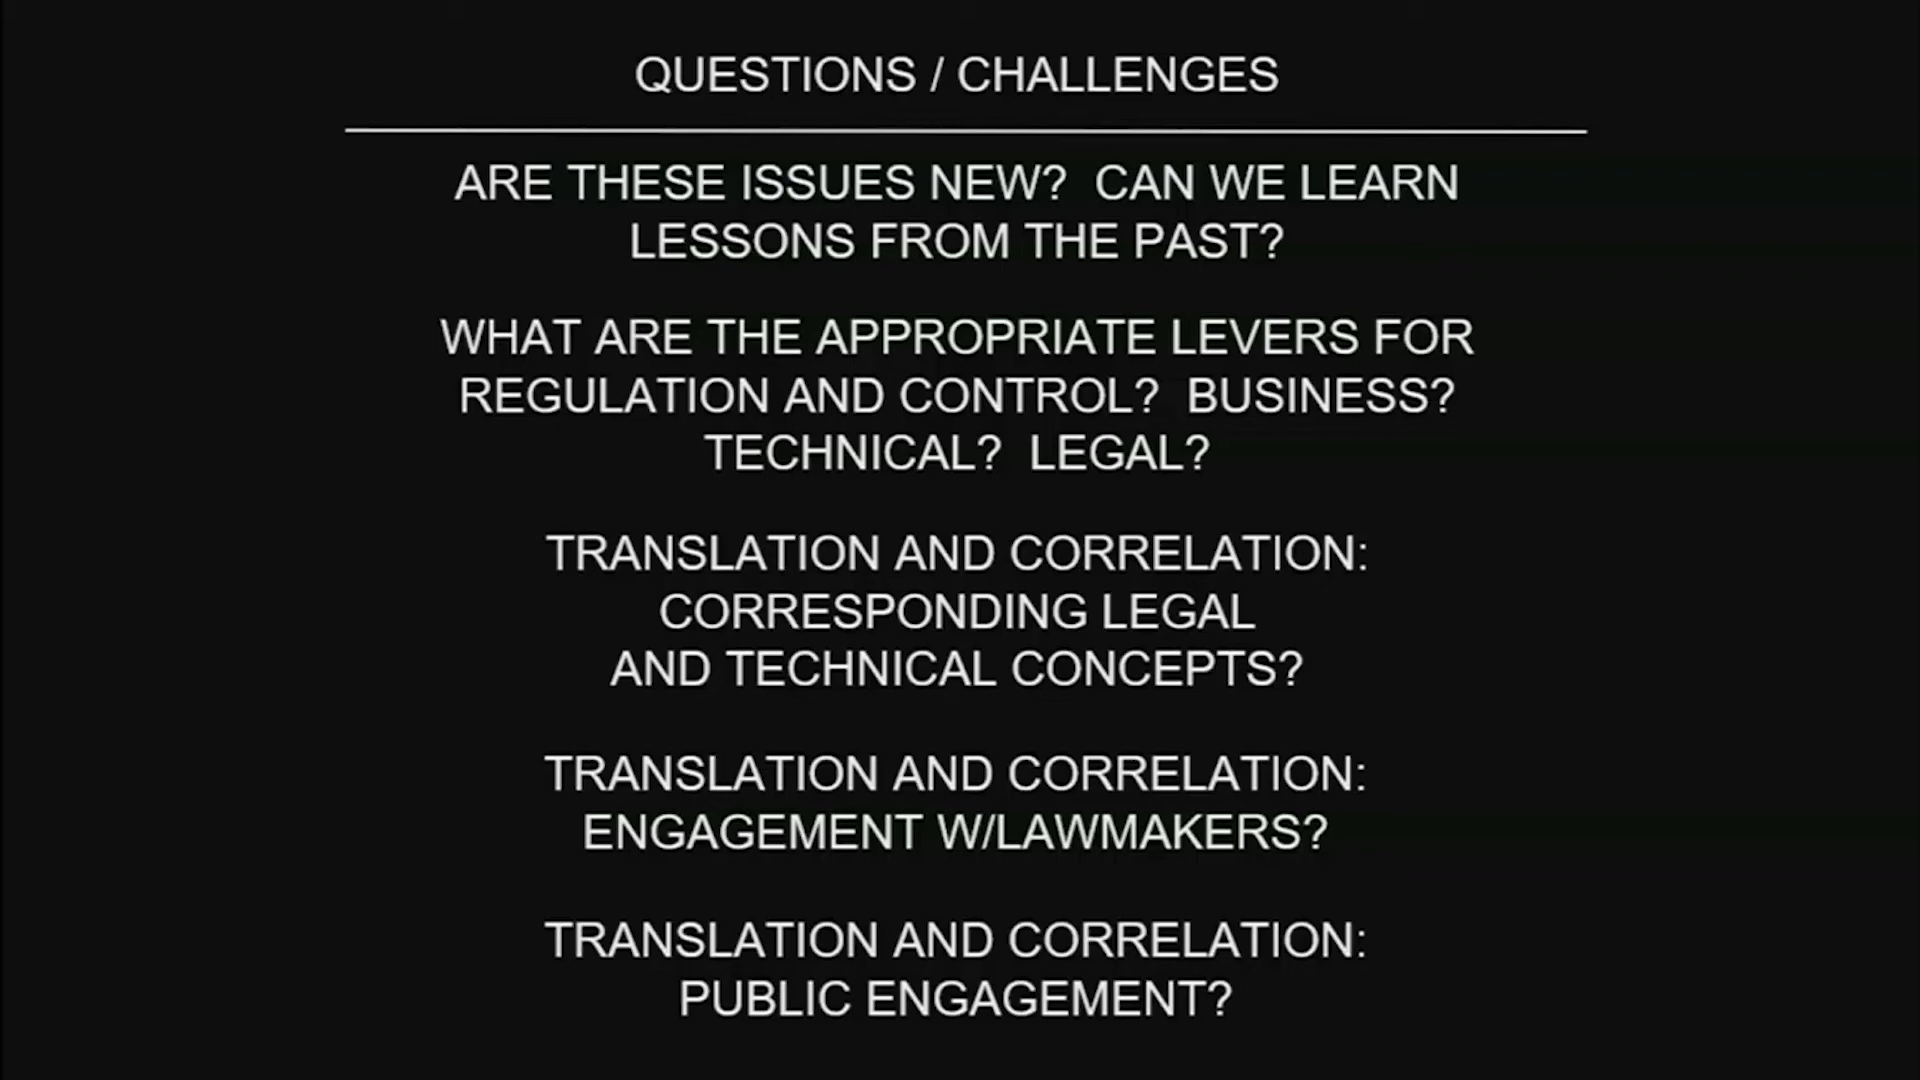 QUESTIONS / CHALLENGES
ARE THESE ISSUES NEW?  CAN WE LEARN
LESSONS FROM THE PAST?
WHAT ARE THE APPROPRIATE LEVERS FOR
REGULATION AND CONTROL?  BUSINESS?
TECHNICAL?  LEGAL?
TRANSLATION AND CORRELATION:
CORRESPONDING LEGAL
AND TECHNICAL CONCEPTS?
TRANSLATION AND CORRELATION:
ENGAGEMENT W/LAWMAKERS?
TRANSLATION AND CORRELATION:
PUBLIC ENGAGEMENT?